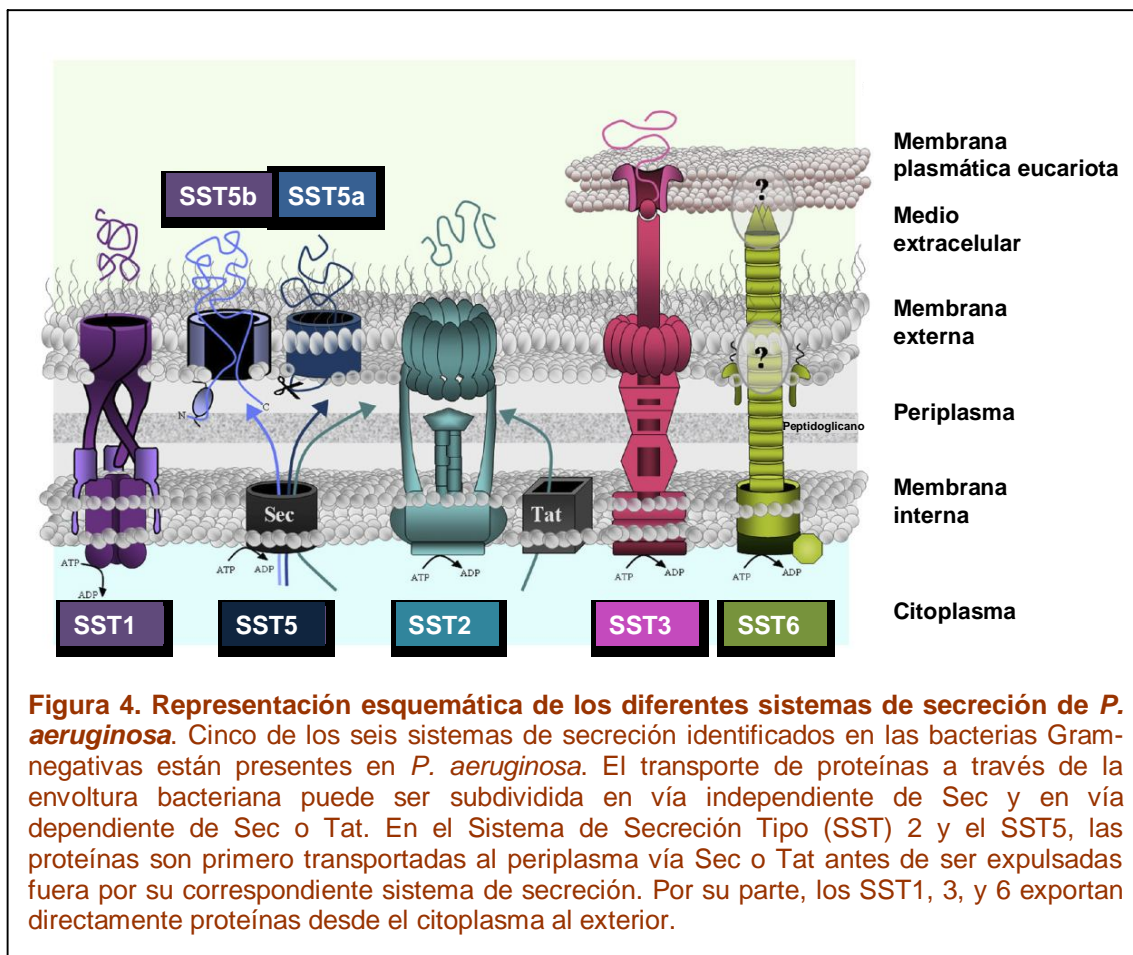 SST5b SST5a
Membrana
plasmática eucariota
?
Medio
extracelular
Membrana
externa
?
N
C
Periplasma
Peptidoglicano
Membrana
interna
Sec
Tat
ATP ADP
ATP ADP
ATP ADP
ATP ADP
ATP ADP
Citoplasma
SST1 SST5 SST2 SST3 SST6
Figura 4. Representación esquemática de los diferentes sistemas de secreción de P.
aeruginosa. Cinco de los seis sistemas de secreción identificados en las bacterias Gram-
negativas están presentes en P. aeruginosa. El transporte de proteínas a través de la
envoltura bacteriana puede ser subdividida en vía independiente de Sec y en vía
dependiente de Sec o Tat. En el Sistema de Secreción Tipo (SST) 2 y el SST5, las
proteínas son primero transportadas al periplasma vía Sec o Tat antes de ser expulsadas
fuera por su correspondiente sistema de secreción. Por su parte, los SST1, 3, y 6 exportan
directamente proteínas desde el citoplasma al exterior.